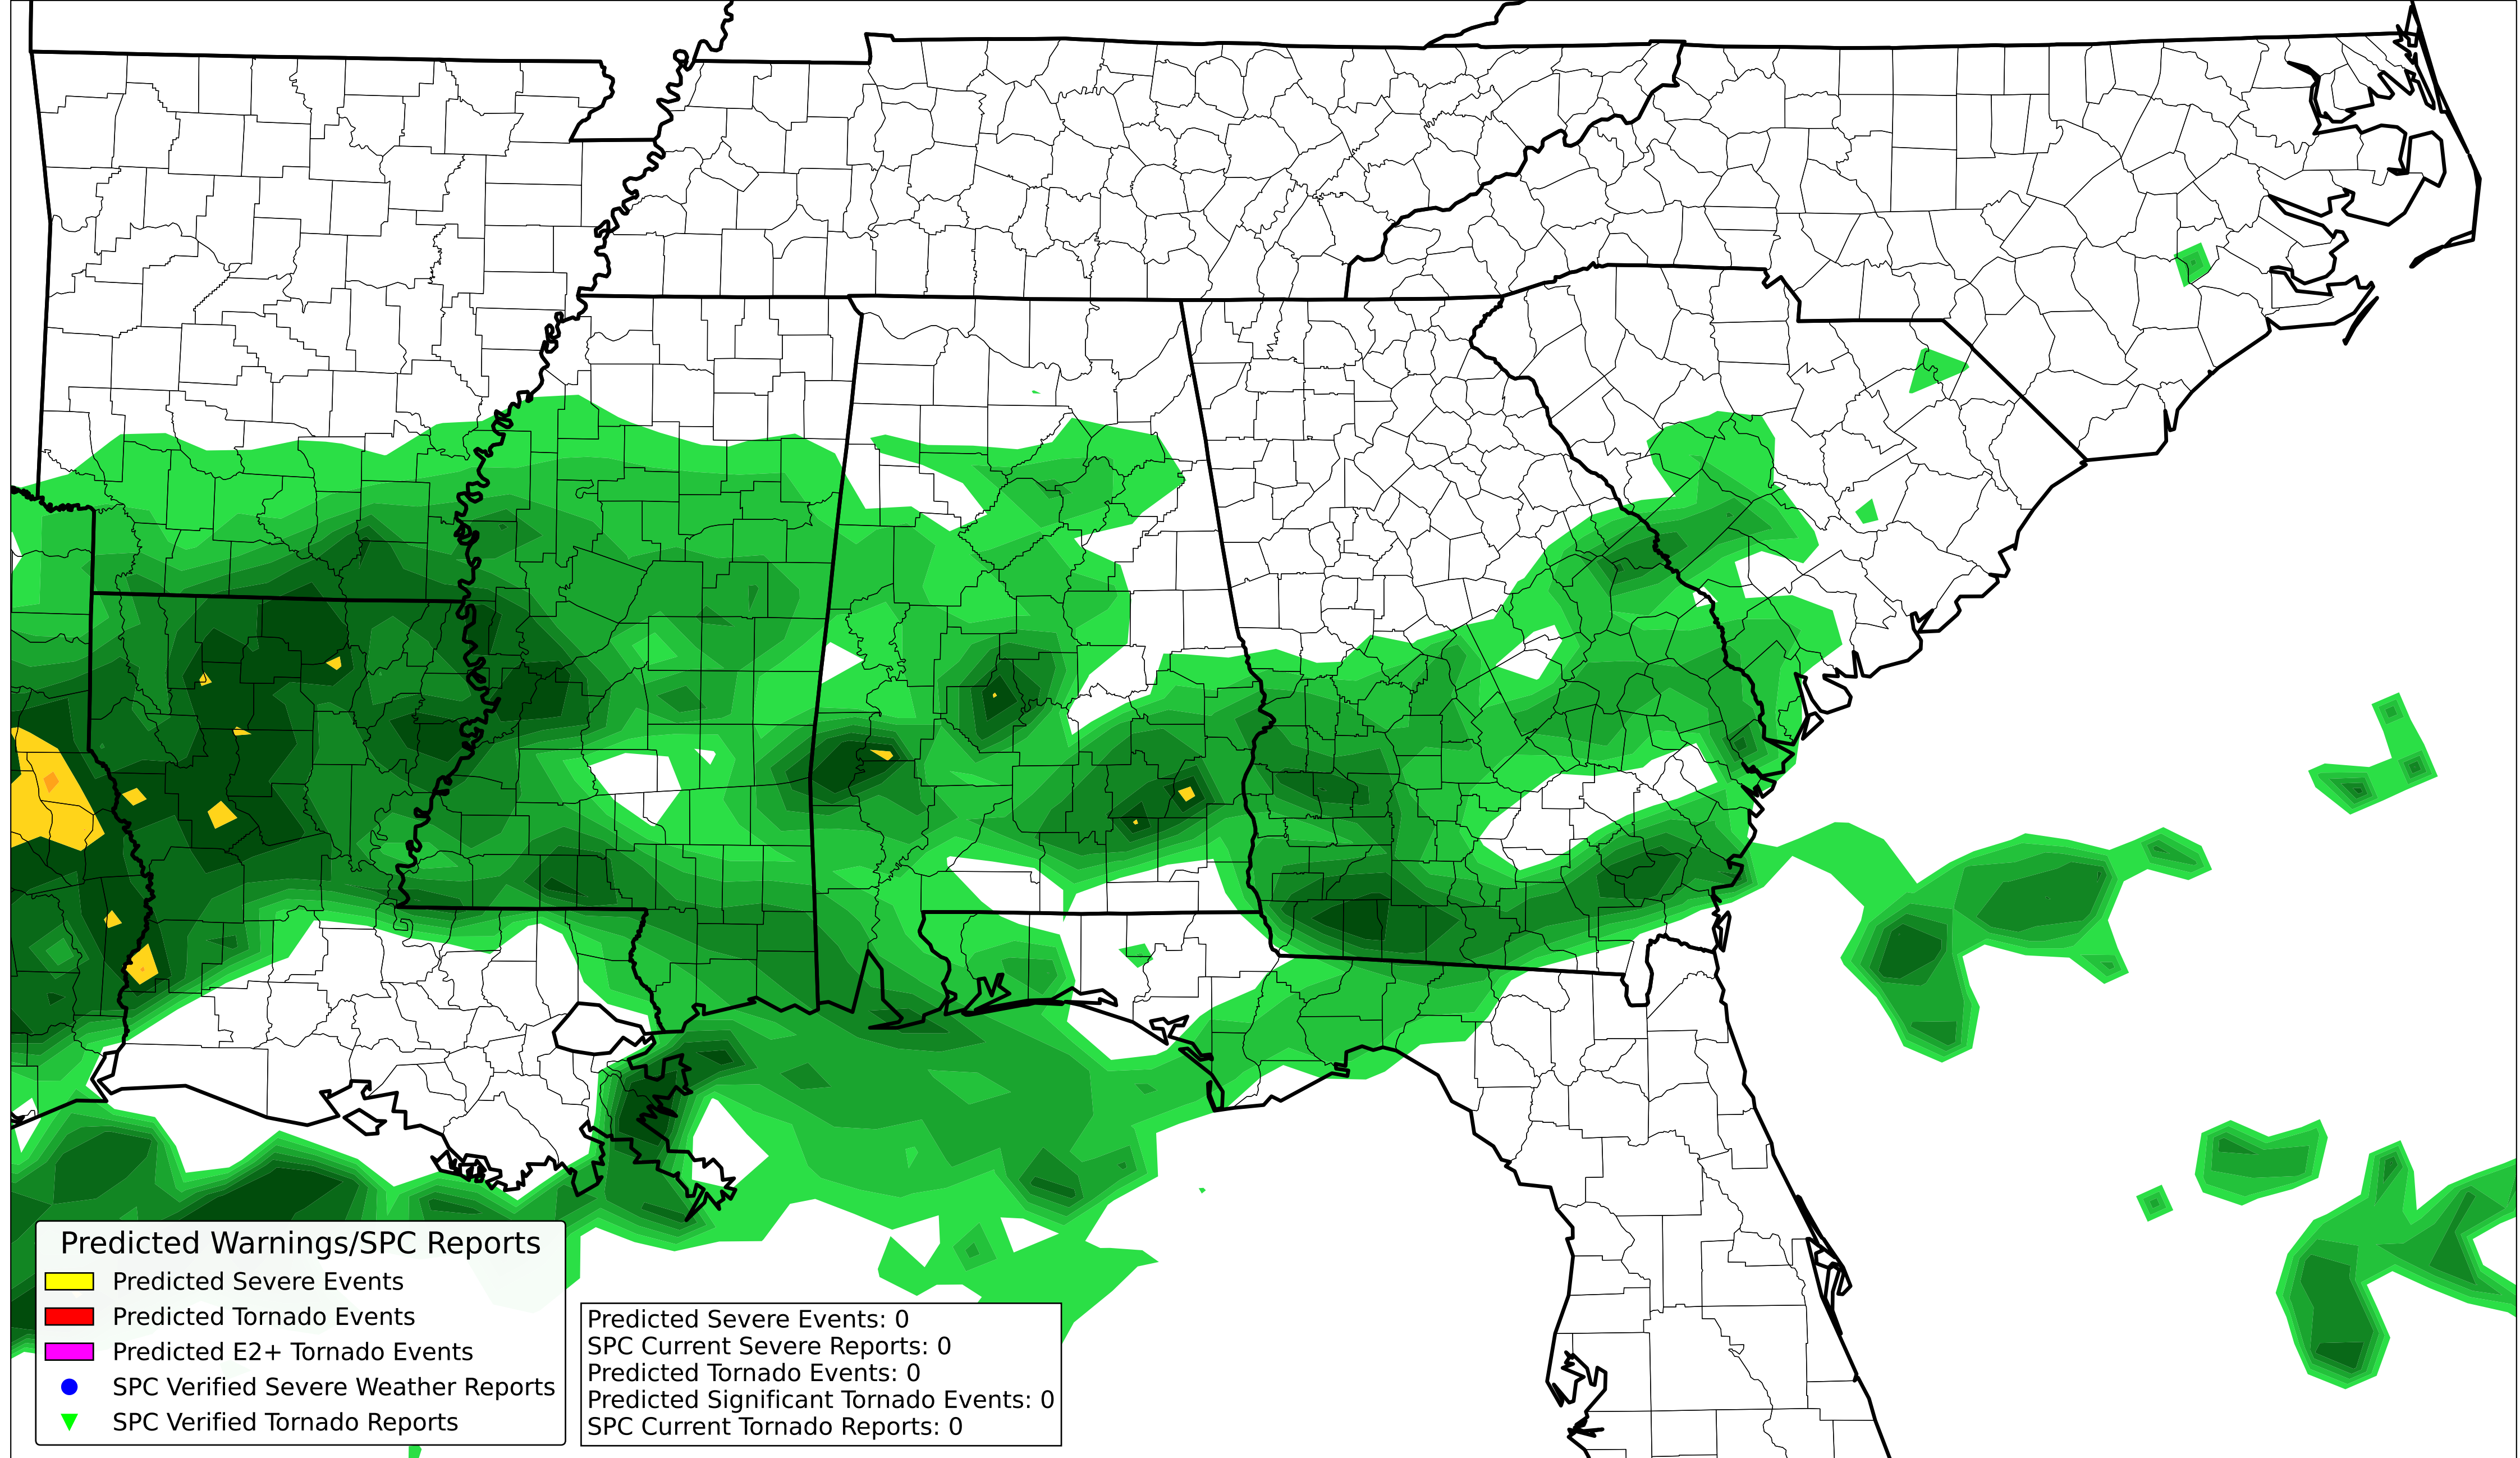 Predicted Warnings/SPC Reports
Predicted Severe Events
Predicted Tornado Events
Predicted E2+ Tornado Events
SPC Verified Severe Weather Reports
SPC Verified Tornado Reports
Predicted Severe Events: 0
SPC Current Severe Reports: 0
Predicted Tornado Events: 0
Predicted Significant Tornado Events: 0
SPC Current Tornado Reports: 0